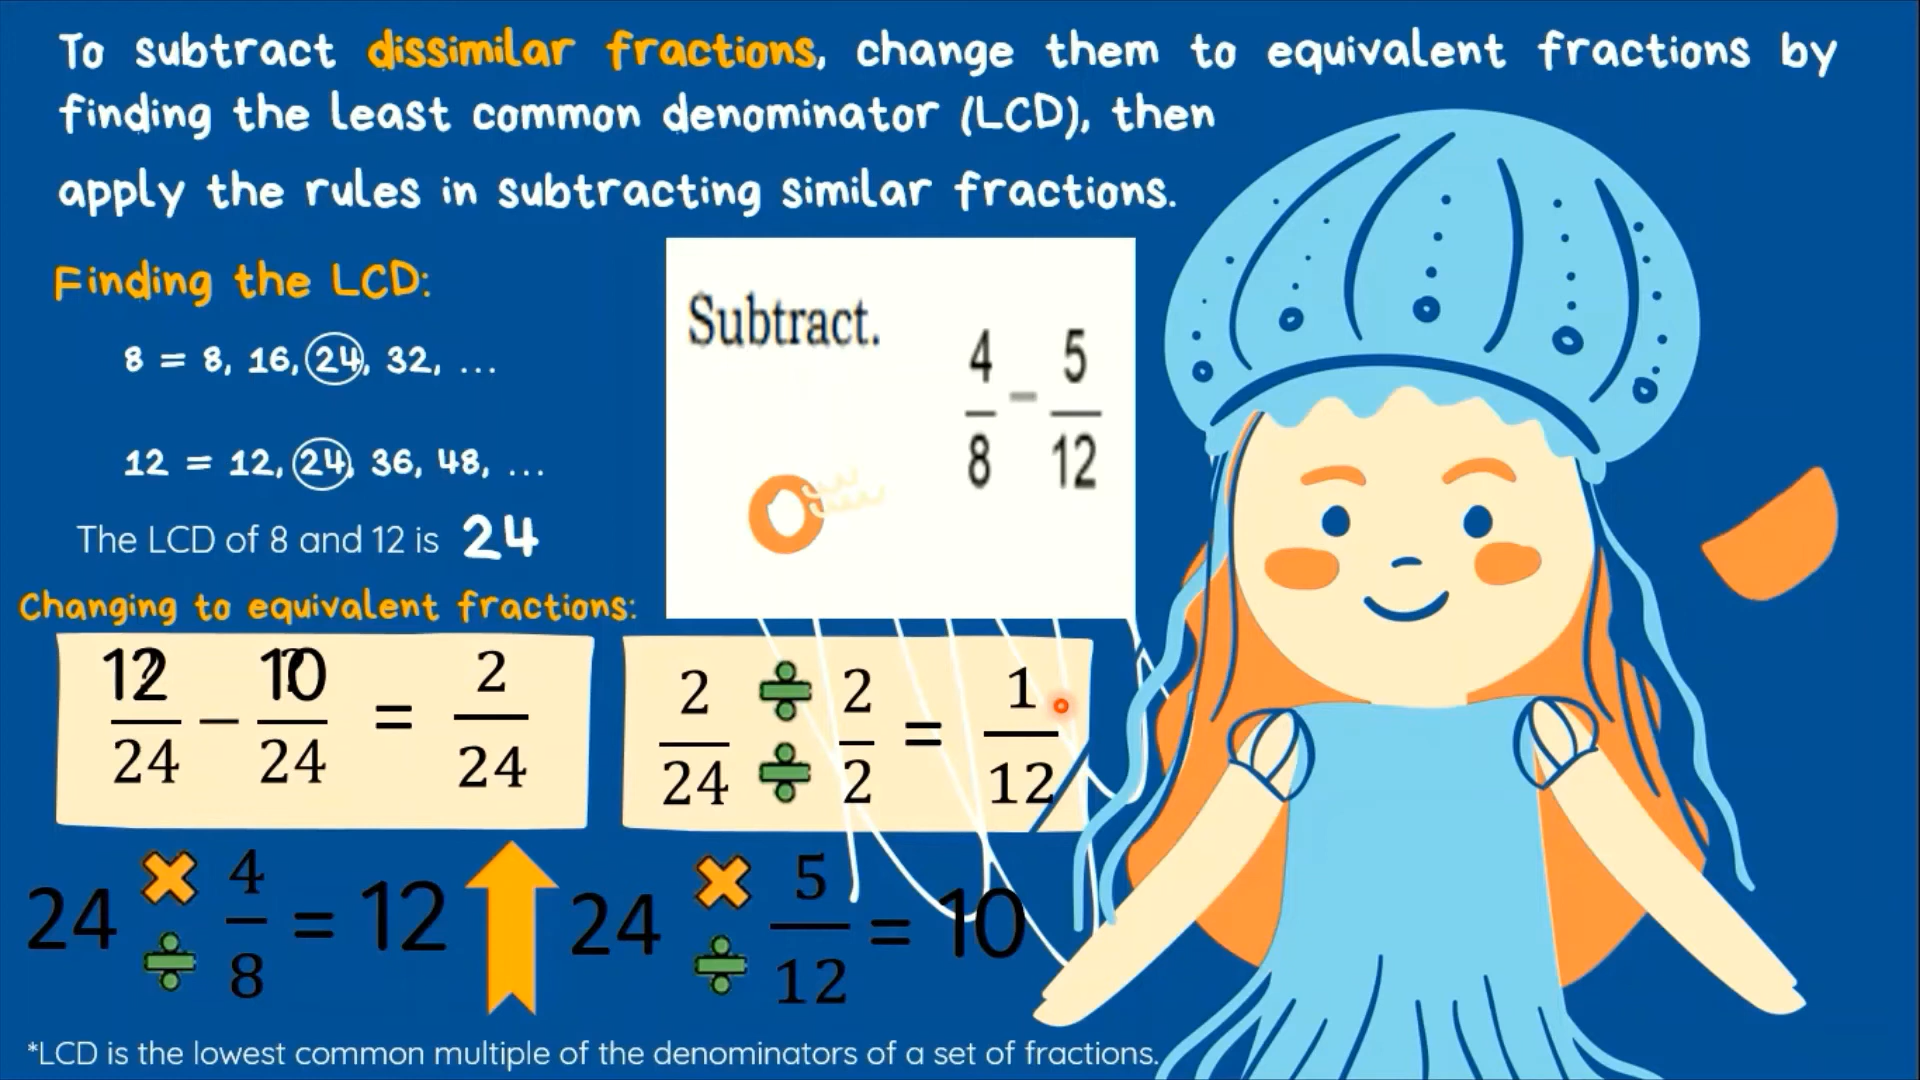 To subtract dissimilar fractions, change them to equivalent fractions by
finding the least common denominator (LCD), then
apply the rules in subtracting similar fractions.
Finding the LCD:
8 = 8, 16, 24, 32, ...
12 = 12, 24, 36, 48, ...
The LCD of 8 and 12 is 24
Subtract. 4/8 - 5/12
Changing to equivalent fractions:
12/24 − 10/24 = 2/24
2/24 ÷ ÷ 2/2 = 1/12
24 × ÷ 4/8 = 12
24 × ÷ 5/12 = 10
*LCD is the lowest common multiple of the denominators of a set of fractions.